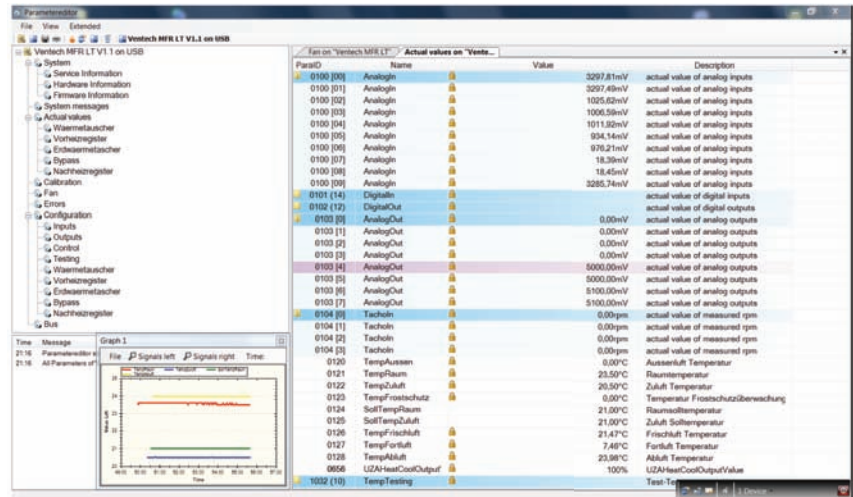 Parametereditor
File View Extended
Ventech MFR LT V1.1 on USB
Ventech MFR LT V1.1 on USB
System
Service Information
Hardware Information
Firmware Information
System messages
Actual values
Waermetauscher
Vorheizregister
Erdwaermetascher
Bypass
Nachheizregister
Calibration
Fan
Errors
Configuration
Inputs
Outputs
Control
Testing
Waermetauscher
Vorheizregister
Erdwaermetascher
Bypass
Nachheizregister
Bus
Time Message
21:16 Parametereditor
21:16 All Parameters of
Graph 1
File Signals left Signals right Time:
Time
Fan on "Ventech MFR LT" Actual values on "Vente...
ParaID Name Value Description
0100 [00] AnalogIn 3297,81mV actual value of analog inputs
0100 [01] AnalogIn 3297,49mV actual value of analog inputs
0100 [02] AnalogIn 1025,62mV actual value of analog inputs
0100 [03] AnalogIn 1006,59mV actual value of analog inputs
0100 [04] AnalogIn 1011,92mV actual value of analog inputs
0100 [05] AnalogIn 934,14mV actual value of analog inputs
0100 [06] AnalogIn 976,21mV actual value of analog inputs
0100 [07] AnalogIn 18,39mV actual value of analog inputs
0100 [08] AnalogIn 18,45mV actual value of analog inputs
0100 [09] AnalogIn 3285,74mV actual value of analog inputs
0101 (14) DigitalIn actual value of digital inputs
0102 (12) DigitalOut actual value of digital outputs
0103 [0] AnalogOut 0,00mV actual value of analog outputs
0103 [1] AnalogOut 0,00mV actual value of analog outputs
0103 [2] AnalogOut 0,00mV actual value of analog outputs
0103 [3] AnalogOut 0,00mV actual value of analog outputs
0103 [4] AnalogOut 5000,00mV actual value of analog outputs
0103 [5] AnalogOut 5000,00mV actual value of analog outputs
0103 [6] AnalogOut 5100,00mV actual value of analog outputs
0103 [7] AnalogOut 5100,00mV actual value of analog outputs
0104 [0] TachoIn 0,00rpm actual value of measured rpm
0104 [1] TachoIn 0,00rpm actual value of measured rpm
0104 [2] TachoIn 0,00rpm actual value of measured rpm
0104 [3] TachoIn 0,00rpm actual value of measured rpm
0120 TempAussen 0,00°C Aussenluft Temperatur
0121 TempRaum 23,50°C Raumtemperatur
0122 TempZuluft 20,50°C Zuluft Temperatur
0123 TempFrostschutz 0,00°C Temperatur Frostschutzüberwachung
0124 SollTempRaum 21,00°C Raumsolltemperatur
0125 SollTempZuluft 21,00°C Zuluft Solltemperatur
0126 TempFrischluft 21,47°C Frischluft Temperatur
0127 TempFortluft 7,46°C Fortluft Temperatur
0128 TempAbluft 23,98°C Abluft Temperatur
0656 UZAHeatCoolOutput 100% UZAHeatCoolOutputValue
1032 (10) TempTesting Test-Te
1 Device